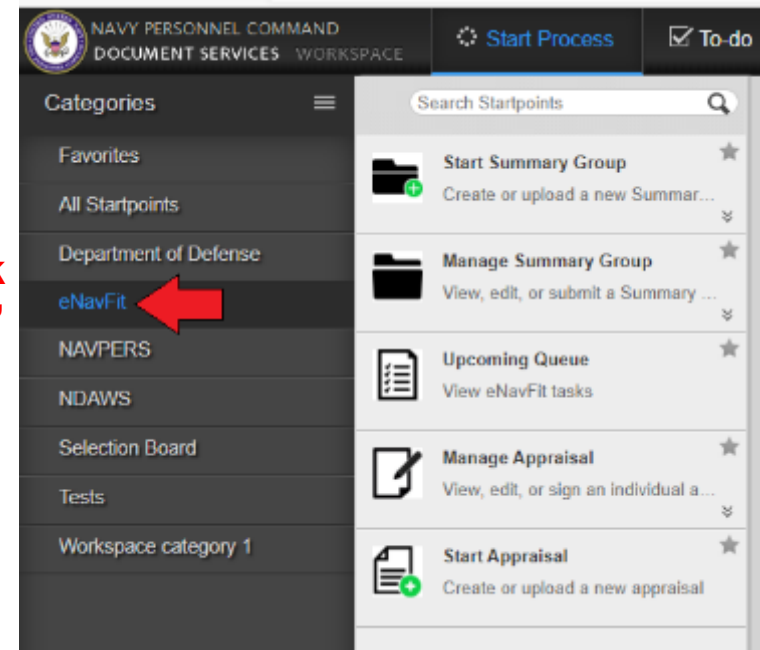 NAVY PERSONNEL COMMAND
DOCUMENT SERVICES WORKSPACE
Start Process
To-do
Categories
Search Startpoints
Favorites
All Startpoints
Department of Defense
eNavFit
NAVPERS
NDAWS
Selection Board
Tests
Workspace category 1
Start Summary Group
Create or upload a new Summar...
Manage Summary Group
View, edit, or submit a Summary ...
Upcoming Queue
View eNavFit tasks
Manage Appraisal
View, edit, or sign an individual a...
Start Appraisal
Create or upload a new appraisal